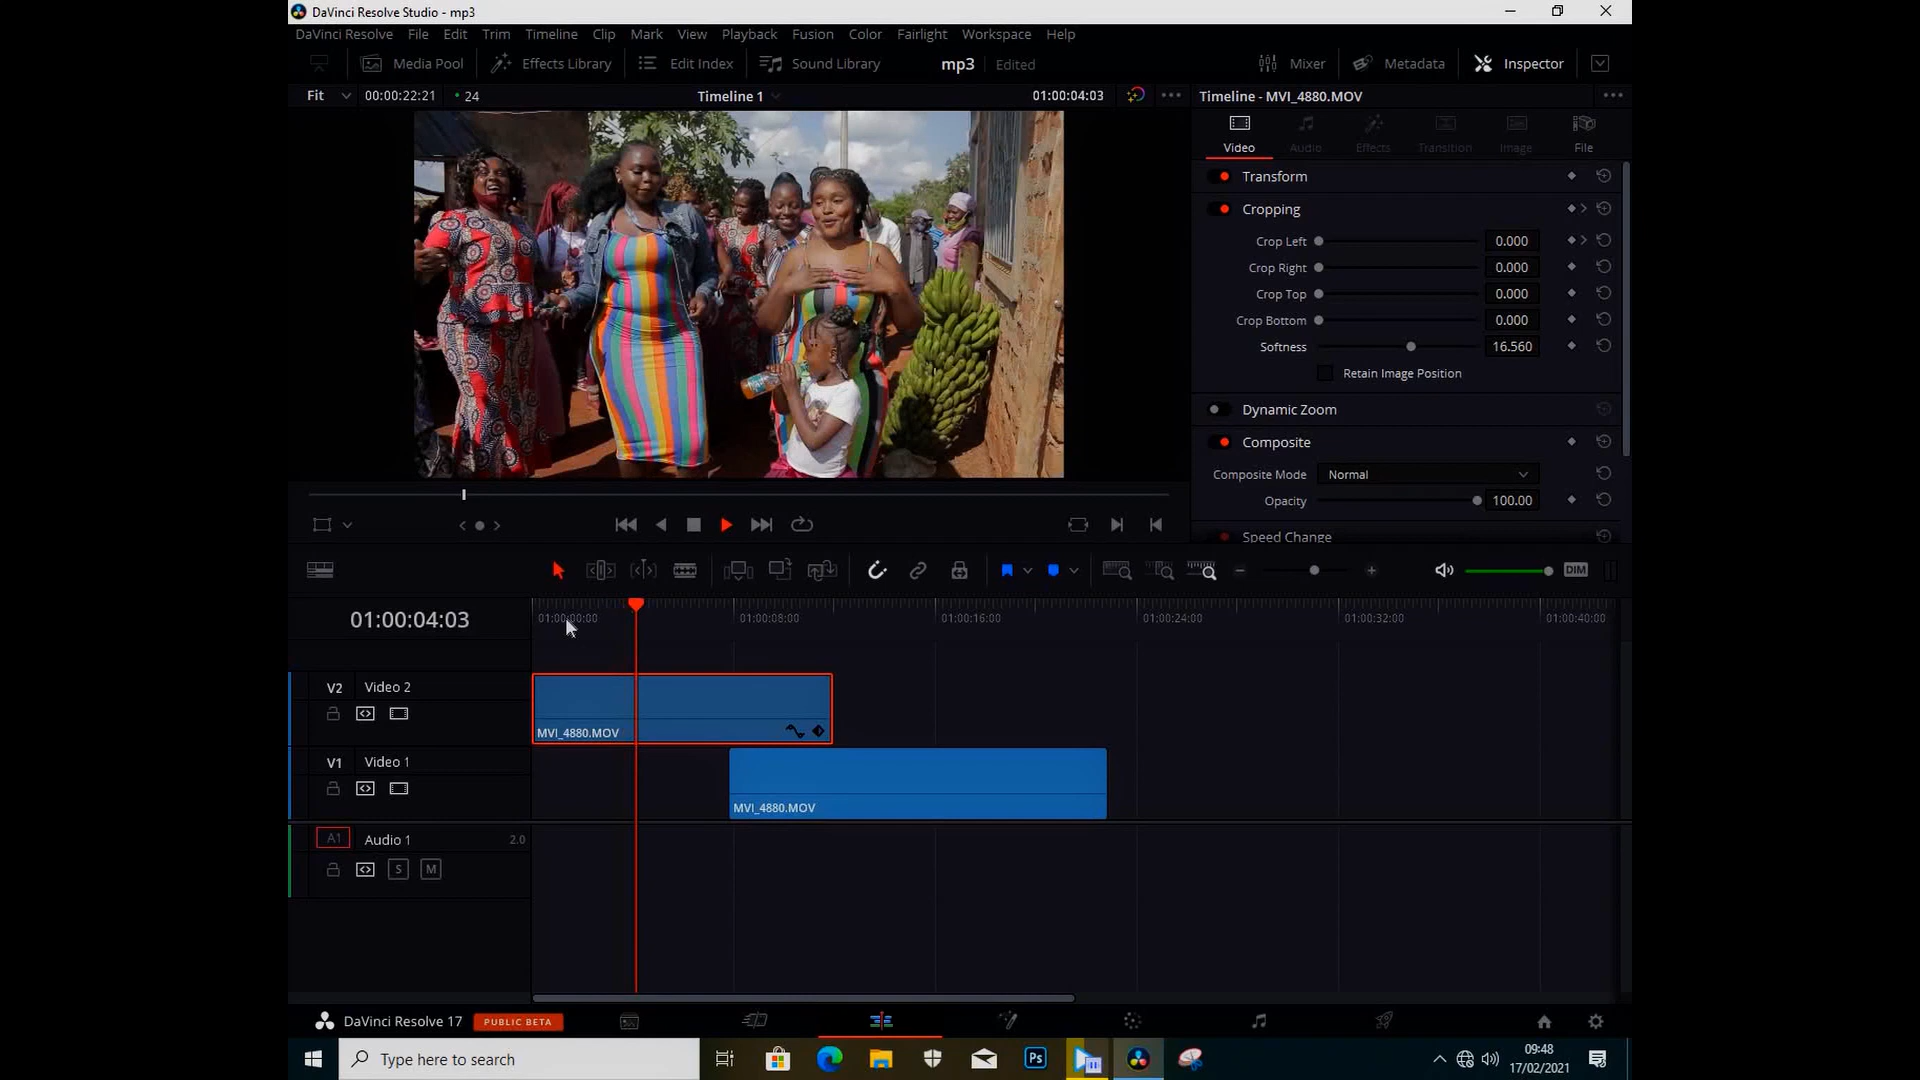 DaVinci Resolve Studio - mp3
DaVinci Resolve File Edit Trim Timeline Clip Mark View Playback Fusion Color Fairlight Workspace Help
Media Pool Effects Library Edit Index Sound Library mp3 Edited Mixer Metadata Inspector
Fit 00:00:22:21 24 Timeline 1 01:00:04:03 Timeline - MVI_4880.MOV
Video Audio Effects Transition Image File
Transform
Cropping
Crop Left 0.000
Crop Right 0.000
Crop Top 0.000
Crop Bottom 0.000
Softness 16.560
Retain Image Position
Dynamic Zoom
Composite
Composite Mode Normal
Opacity 100.00
Speed Change
DIM
01:00:04:03
01:00:00:00 01:00:08:00 01:00:16:00 01:00:24:00 01:00:32:00 01:00:40:00
V2 Video 2
MVI_4880.MOV
V1 Video 1
MVI_4880.MOV
A1 Audio 1 2.0
S M
DaVinci Resolve 17 PUBLIC BETA
Type here to search
Ps
09:48
17/02/2021